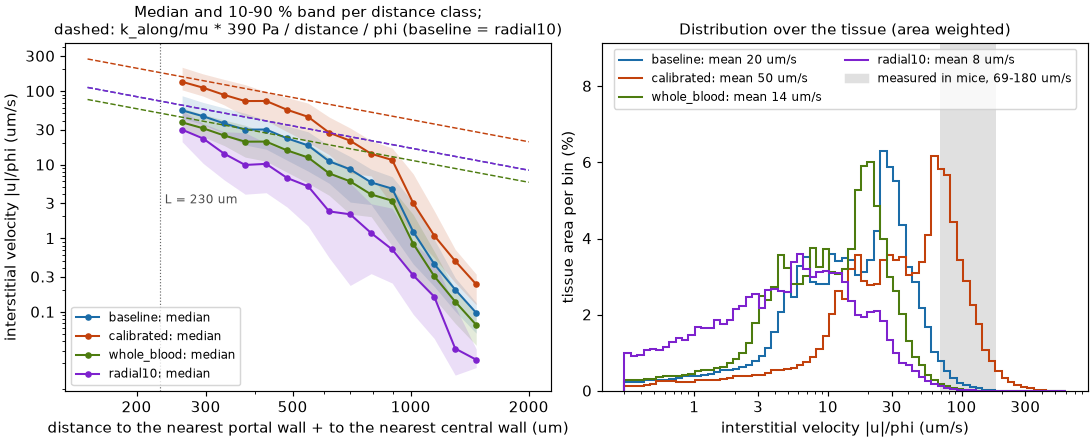 Median and 10-90 % band per distance class;
dashed: k_along/mu * 390 Pa / distance / phi (baseline = radial10)
interstitial velocity |u|/phi (um/s)
300
100
30
10
3
1
0.3
0.1
L = 230 um
baseline: median
calibrated: median
whole_blood: median
radial10: median
200
300
500
1000
2000
distance to the nearest portal wall + to the nearest central wall (um)
Distribution over the tissue (area weighted)
baseline: mean 20 um/s
calibrated: mean 50 um/s
whole_blood: mean 14 um/s
radial10: mean 8 um/s
measured in mice, 69-180 um/s
tissue area per bin (%)
8
6
4
2
0
1
3
10
30
100
300
interstitial velocity |u|/phi (um/s)